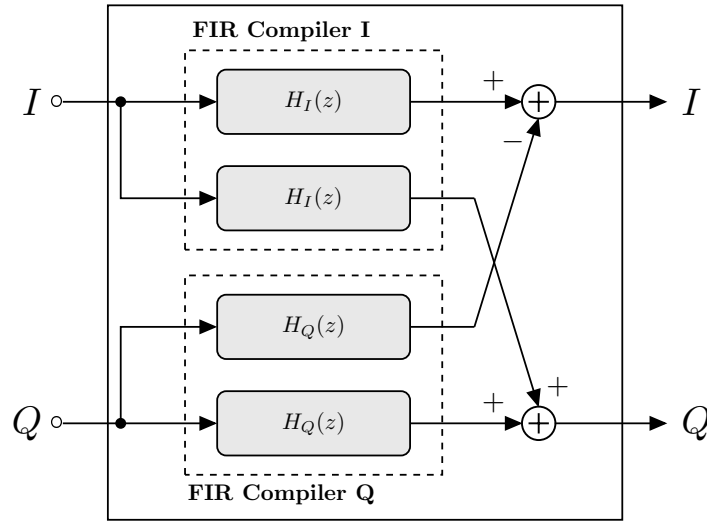 FIR Compiler I
I
H_I(z)
+
+
I
−
H_I(z)
H_Q(z)
+
Q
H_Q(z)
+
+
Q
FIR Compiler Q